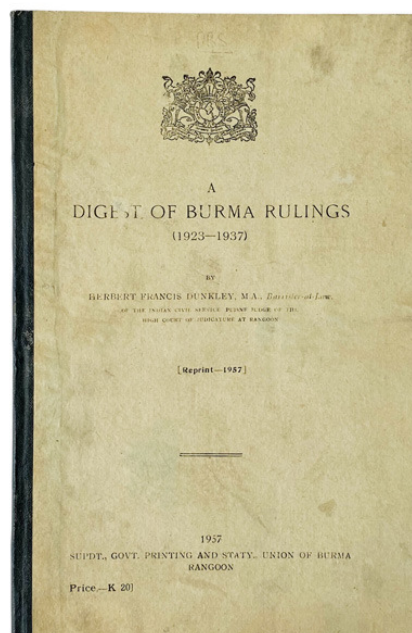 A
DIGEST OF BURMA RULINGS
(1923—1937)
BY
HERBERT FRANCIS DUNKLEY, M.A., Barrister-at-Law,
OF THE INDIAN CIVIL SERVICE, PUISNE JUDGE OF THE
HIGH COURT OF JUDICATURE AT RANGOON
[Reprint—1957]
1957
SUPDT., GOVT. PRINTING AND STATY., UNION OF BURMA
RANGOON
Price,—K 20]